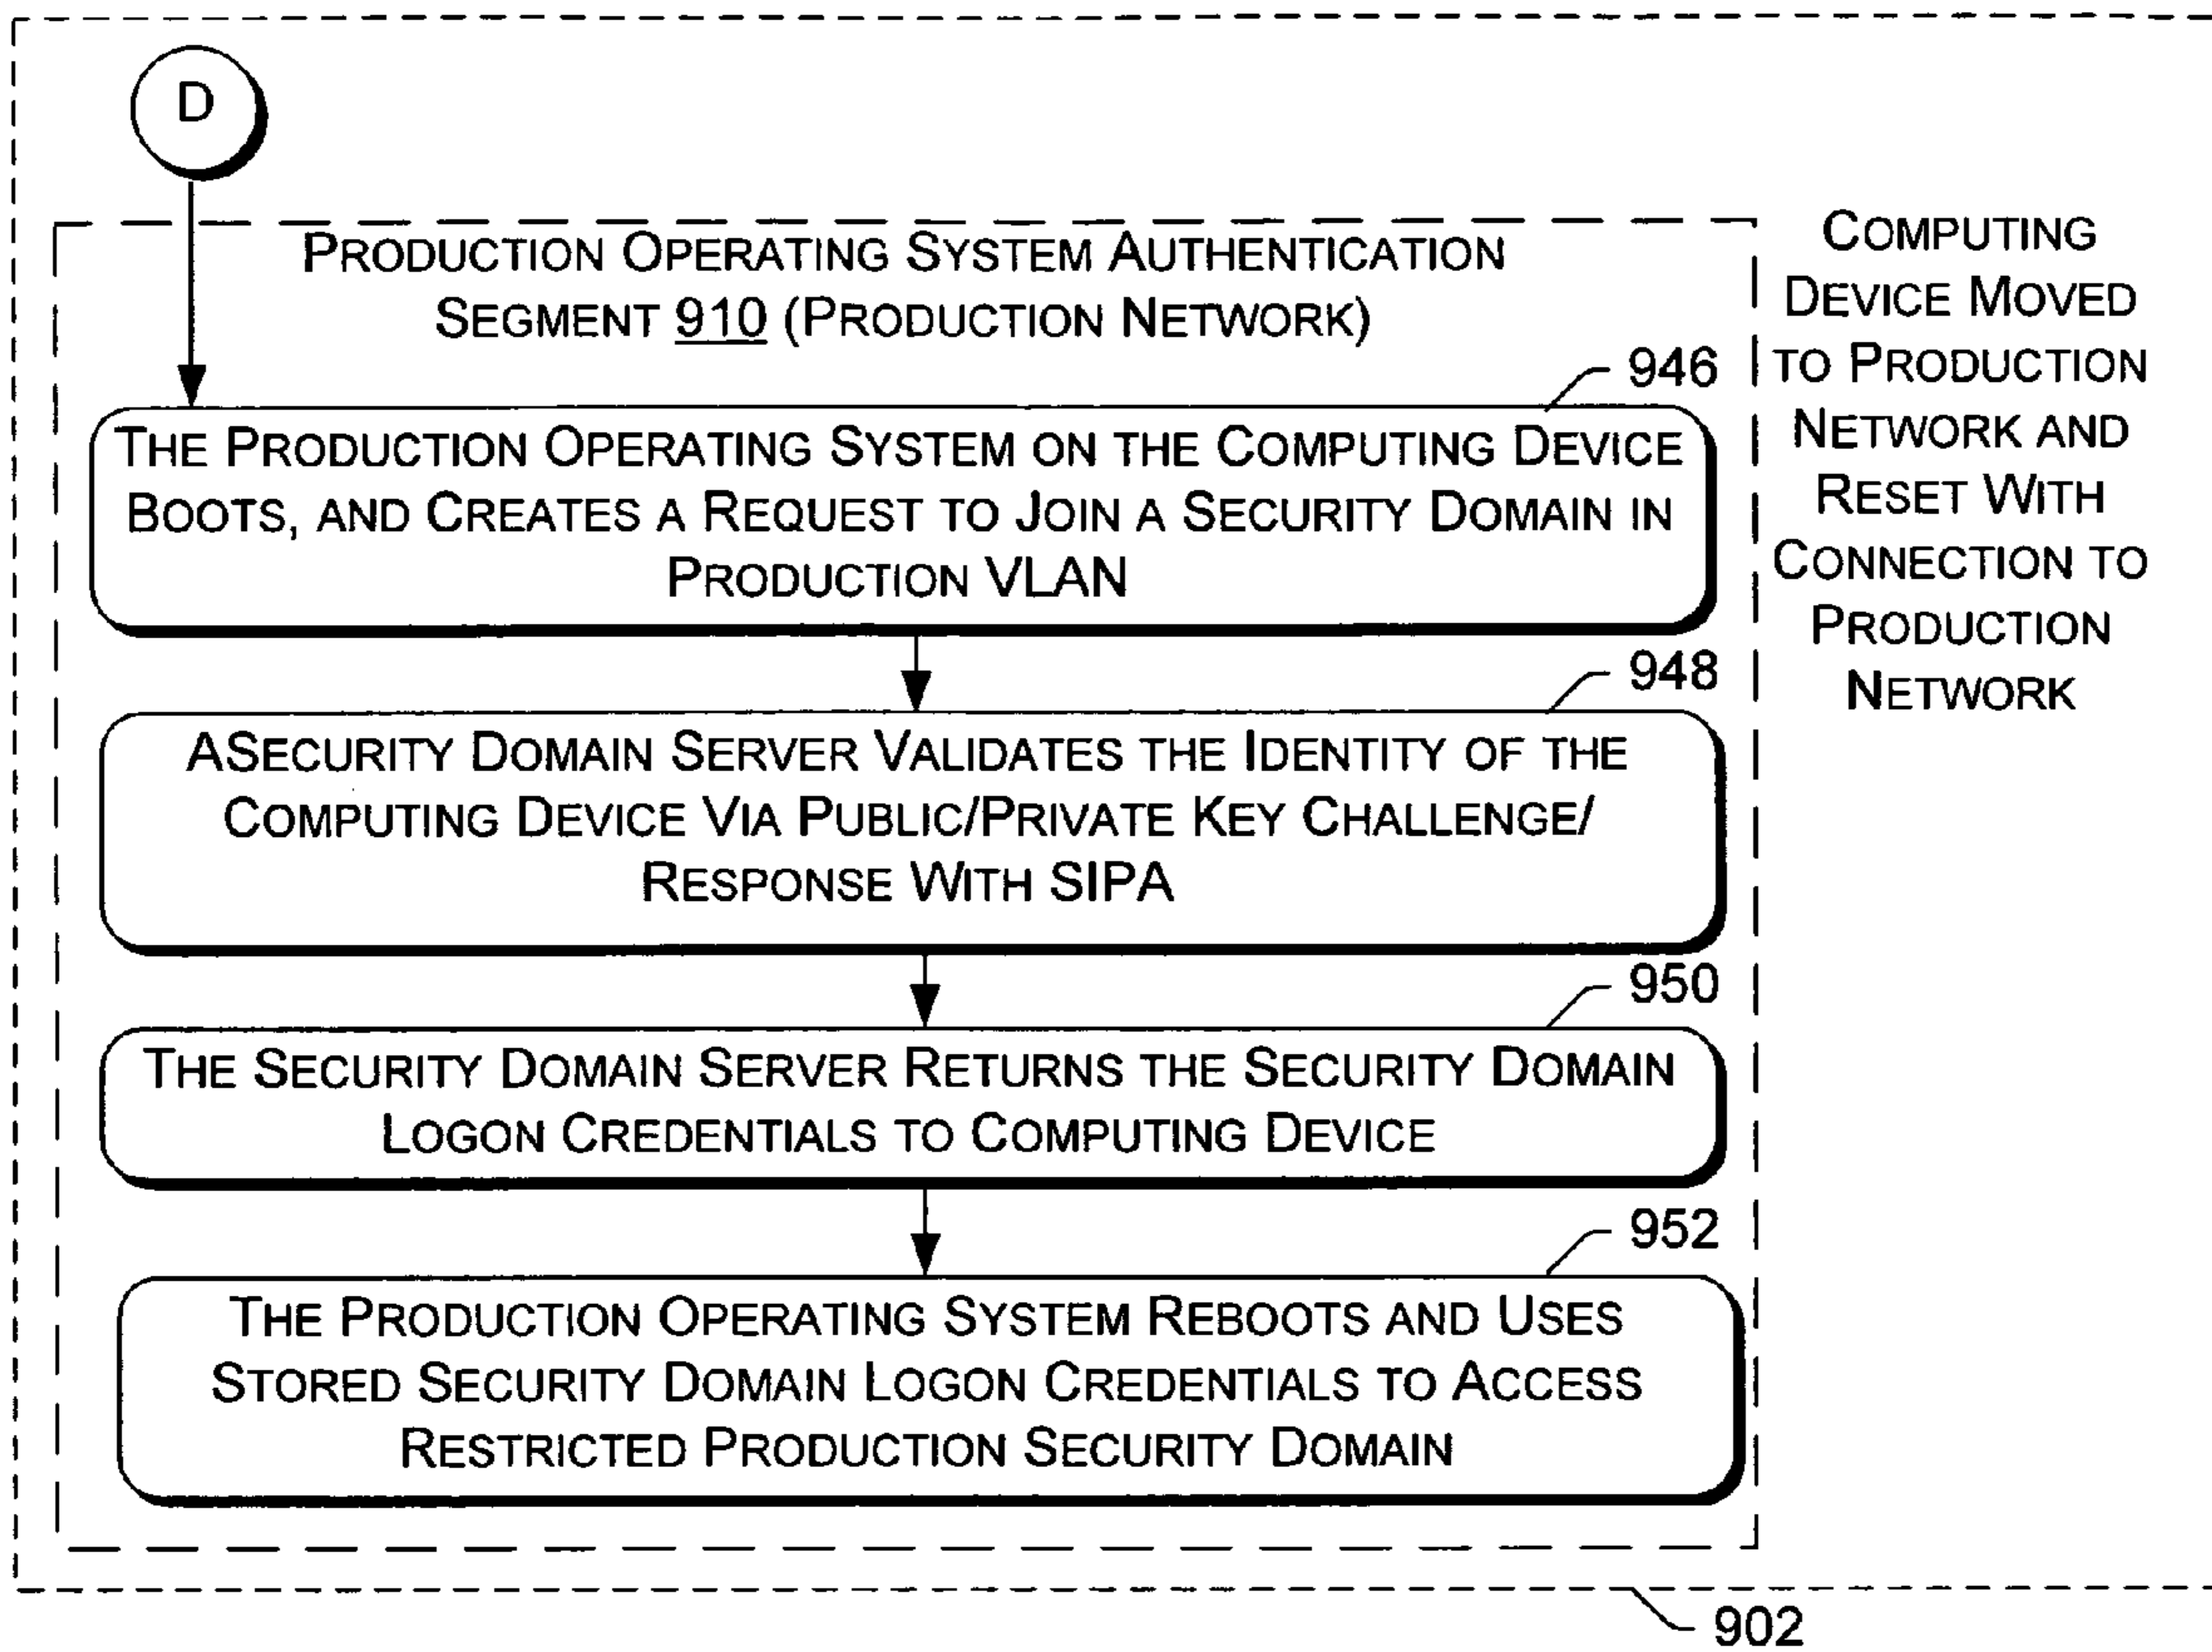 D
PRODUCTION OPERATING SYSTEM AUTHENTICATION
SEGMENT 910 (PRODUCTION NETWORK)
946
THE PRODUCTION OPERATING SYSTEM ON THE COMPUTING DEVICE
BOOTS, AND CREATES A REQUEST TO JOIN A SECURITY DOMAIN IN
PRODUCTION VLAN
948
ASECURITY DOMAIN SERVER VALIDATES THE IDENTITY OF THE
COMPUTING DEVICE VIA PUBLIC/PRIVATE KEY CHALLENGE/
RESPONSE WITH SIPA
950
THE SECURITY DOMAIN SERVER RETURNS THE SECURITY DOMAIN
LOGON CREDENTIALS TO COMPUTING DEVICE
952
THE PRODUCTION OPERATING SYSTEM REBOOTS AND USES
STORED SECURITY DOMAIN LOGON CREDENTIALS TO ACCESS
RESTRICTED PRODUCTION SECURITY DOMAIN
COMPUTING
DEVICE MOVED
TO PRODUCTION
NETWORK AND
RESET WITH
CONNECTION TO
PRODUCTION
NETWORK
902